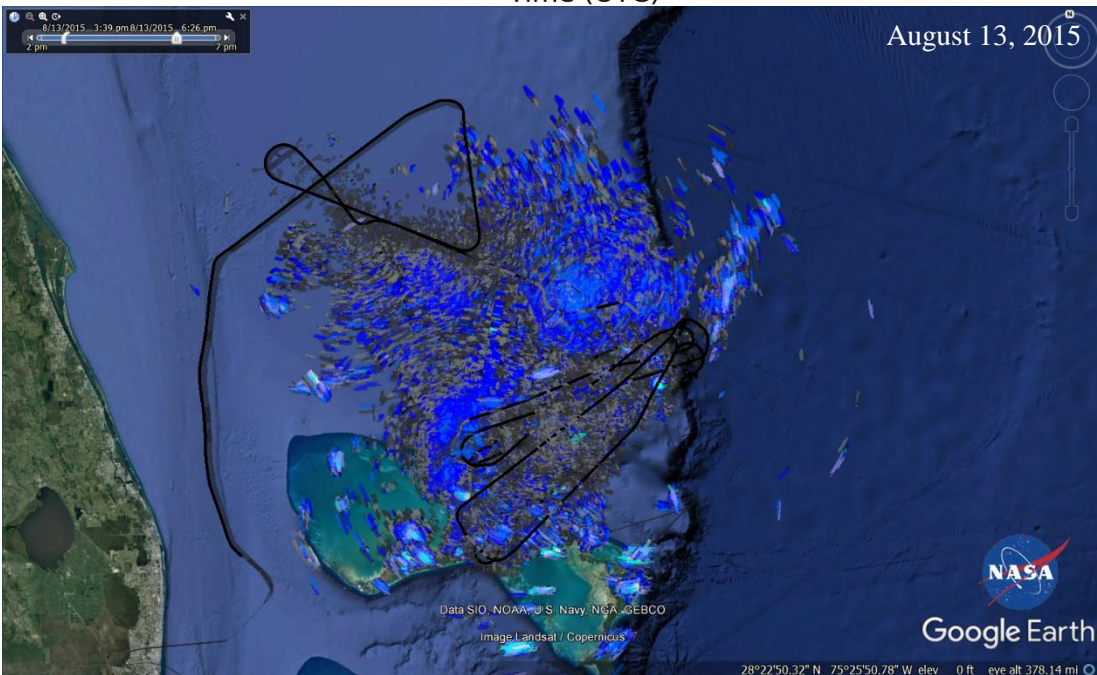 Time (UTC)
8/13/2015 3:39 pm 8/13/2015 6:26 pm
2 pm 7 pm
August 13, 2015
N
NASA
Data SIO, NOAA, U.S. Navy, NGA, GEBCO
Image Landsat / Copernicus
Google Earth
28°22'50.32" N 75°25'50.78" W elev 0 ft eye alt 378.14 mi